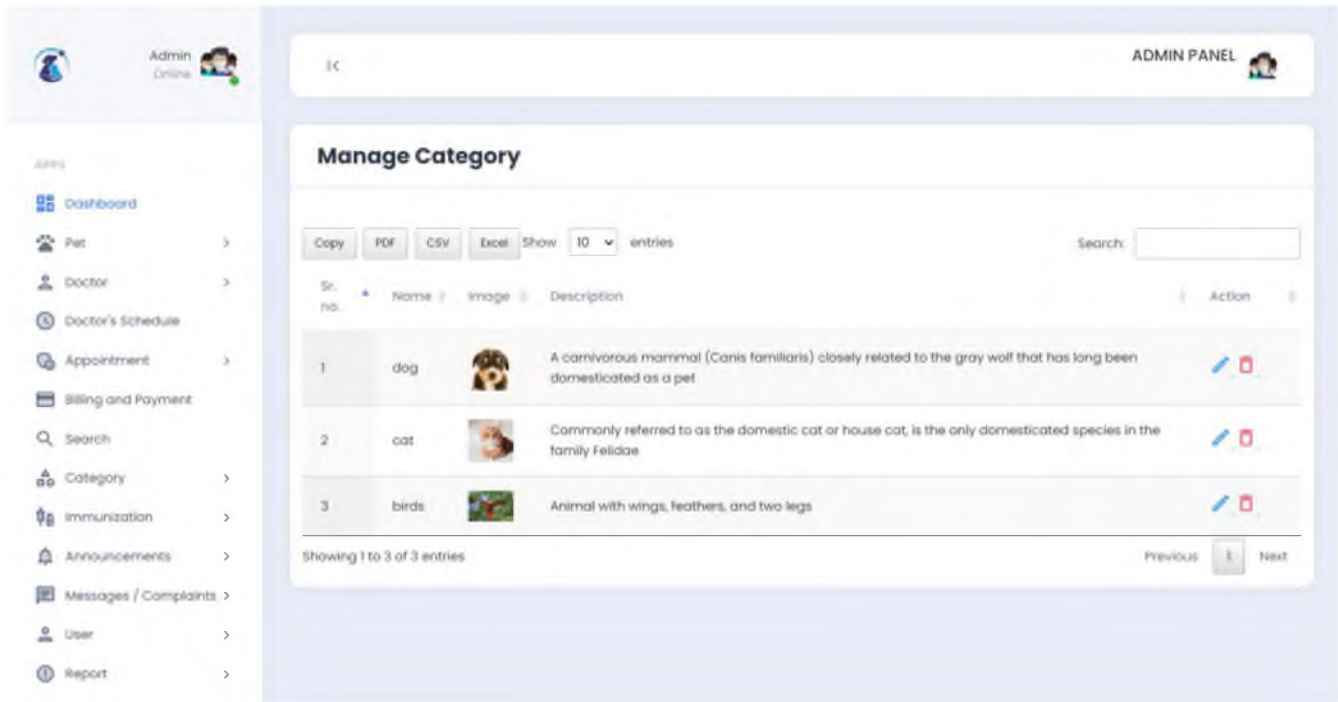 Admin
Online
ADMIN PANEL
APPS
Dashboard
Pet
Doctor
Doctor's Schedule
Appointment
Billing and Payment
Search
Category
Immunization
Announcements
Messages / Complaints
User
Report
Manage Category
Copy PDF CSV Excel Show 10 entries
Search:
Sr. no. Name Image Description Action
1 dog A carnivorous mammal (Canis familiaris) closely related to the gray wolf that has long been
domesticated as a pet
2 cat Commonly referred to as the domestic cat or house cat, is the only domesticated species in the
family Felidae
3 birds Animal with wings, feathers, and two legs
Showing 1 to 3 of 3 entries
Previous 1 Next